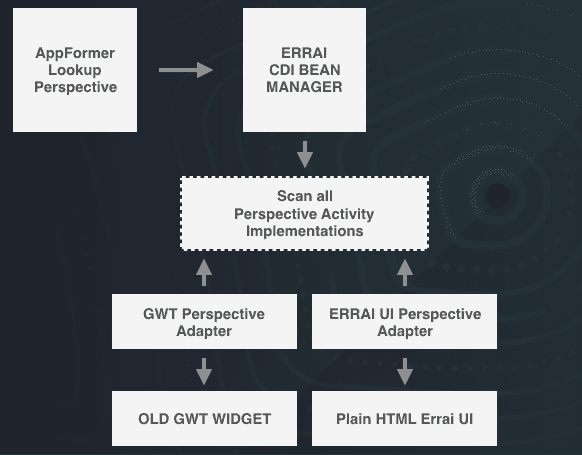 AppFormer
Lookup
Perspective
ERRAI
CDI BEAN
MANAGER
Scan all
Perspective Activity
Implementations
GWT Perspective
Adapter
ERRAI UI Perspective
Adapter
OLD GWT WIDGET
Plain HTML Errai UI